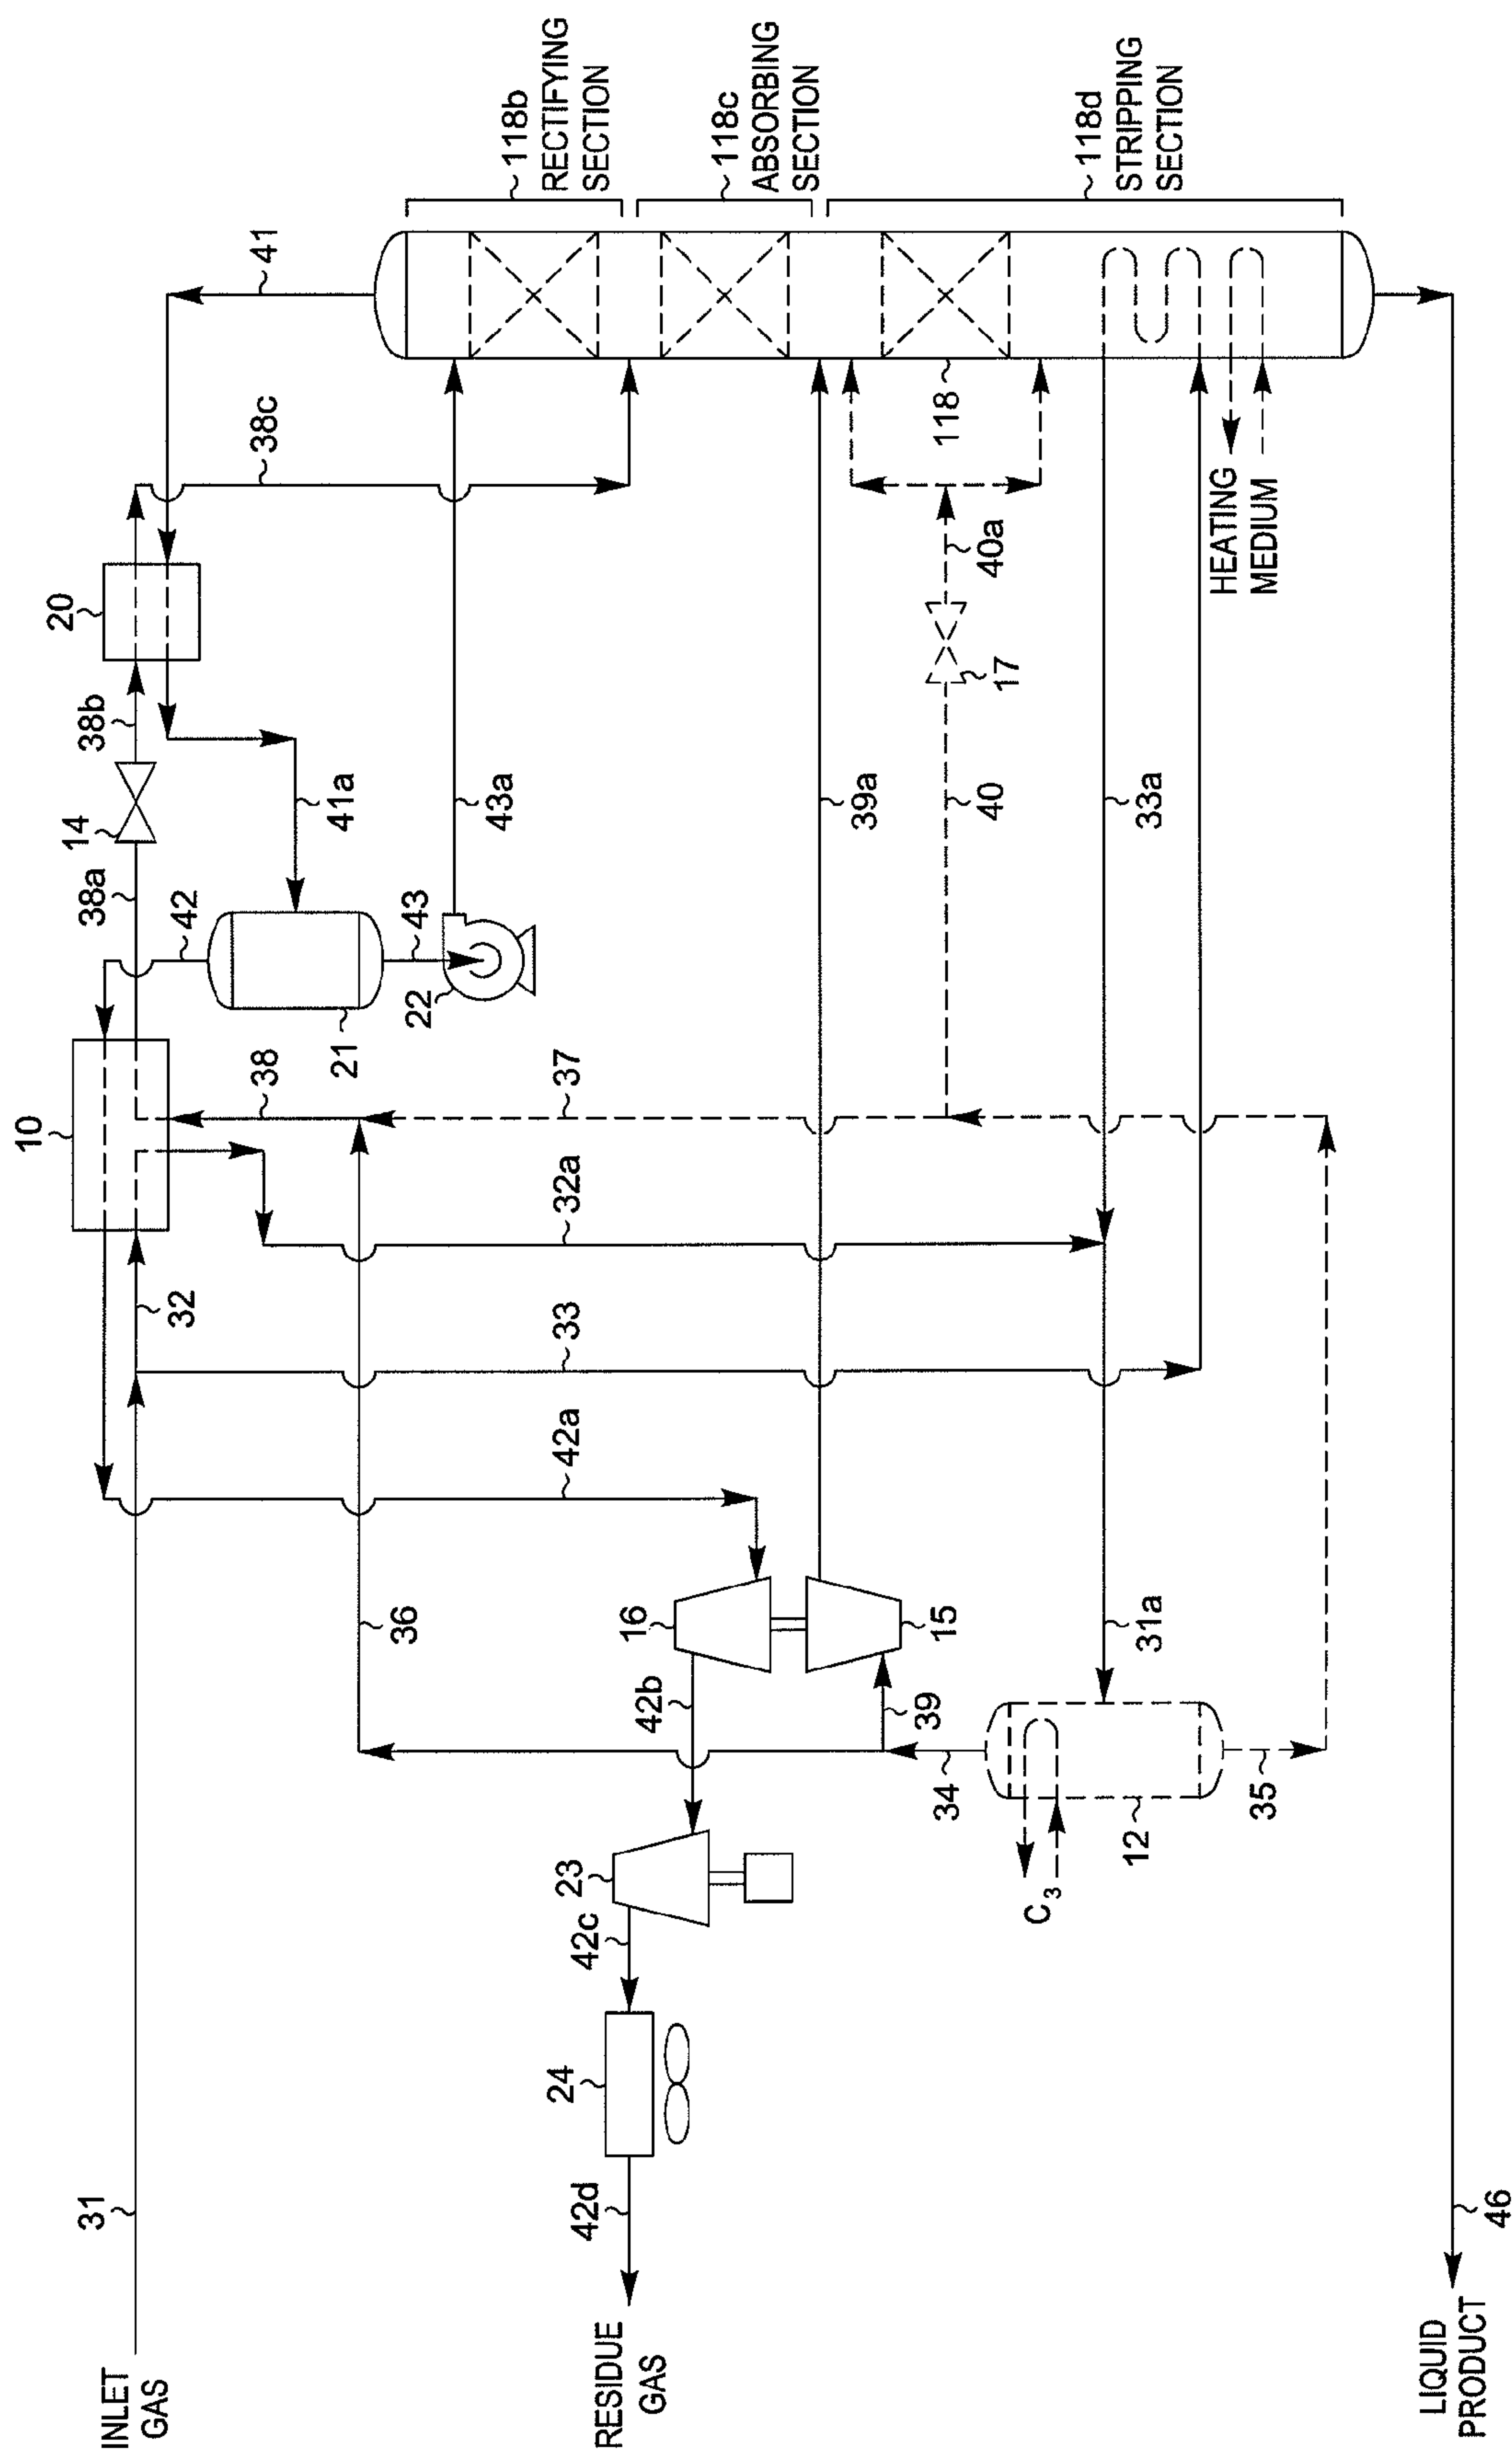 INLET
GAS
31
32
10
38a
14
38b
20
38c
41
42
41a
21
43
22
43a
38
37
32a
33
42a
36
42b
16
15
39
39a
40
17
40a
118
118b
RECTIFYING
SECTION
118c
ABSORBING
SECTION
118d
STRIPPING
SECTION
33a
31a
34
12
35
C3
HEATING
MEDIUM
23
42c
24
42d
RESIDUE
GAS
46
LIQUID
PRODUCT